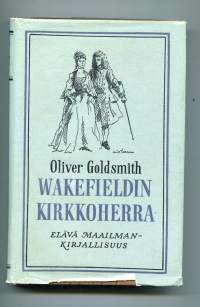 Oliver Goldsmith
WAKEFIELDIN
KIRKKOHERRA
ELÄVÄ MAAILMAN-
KIRJALLISUUS